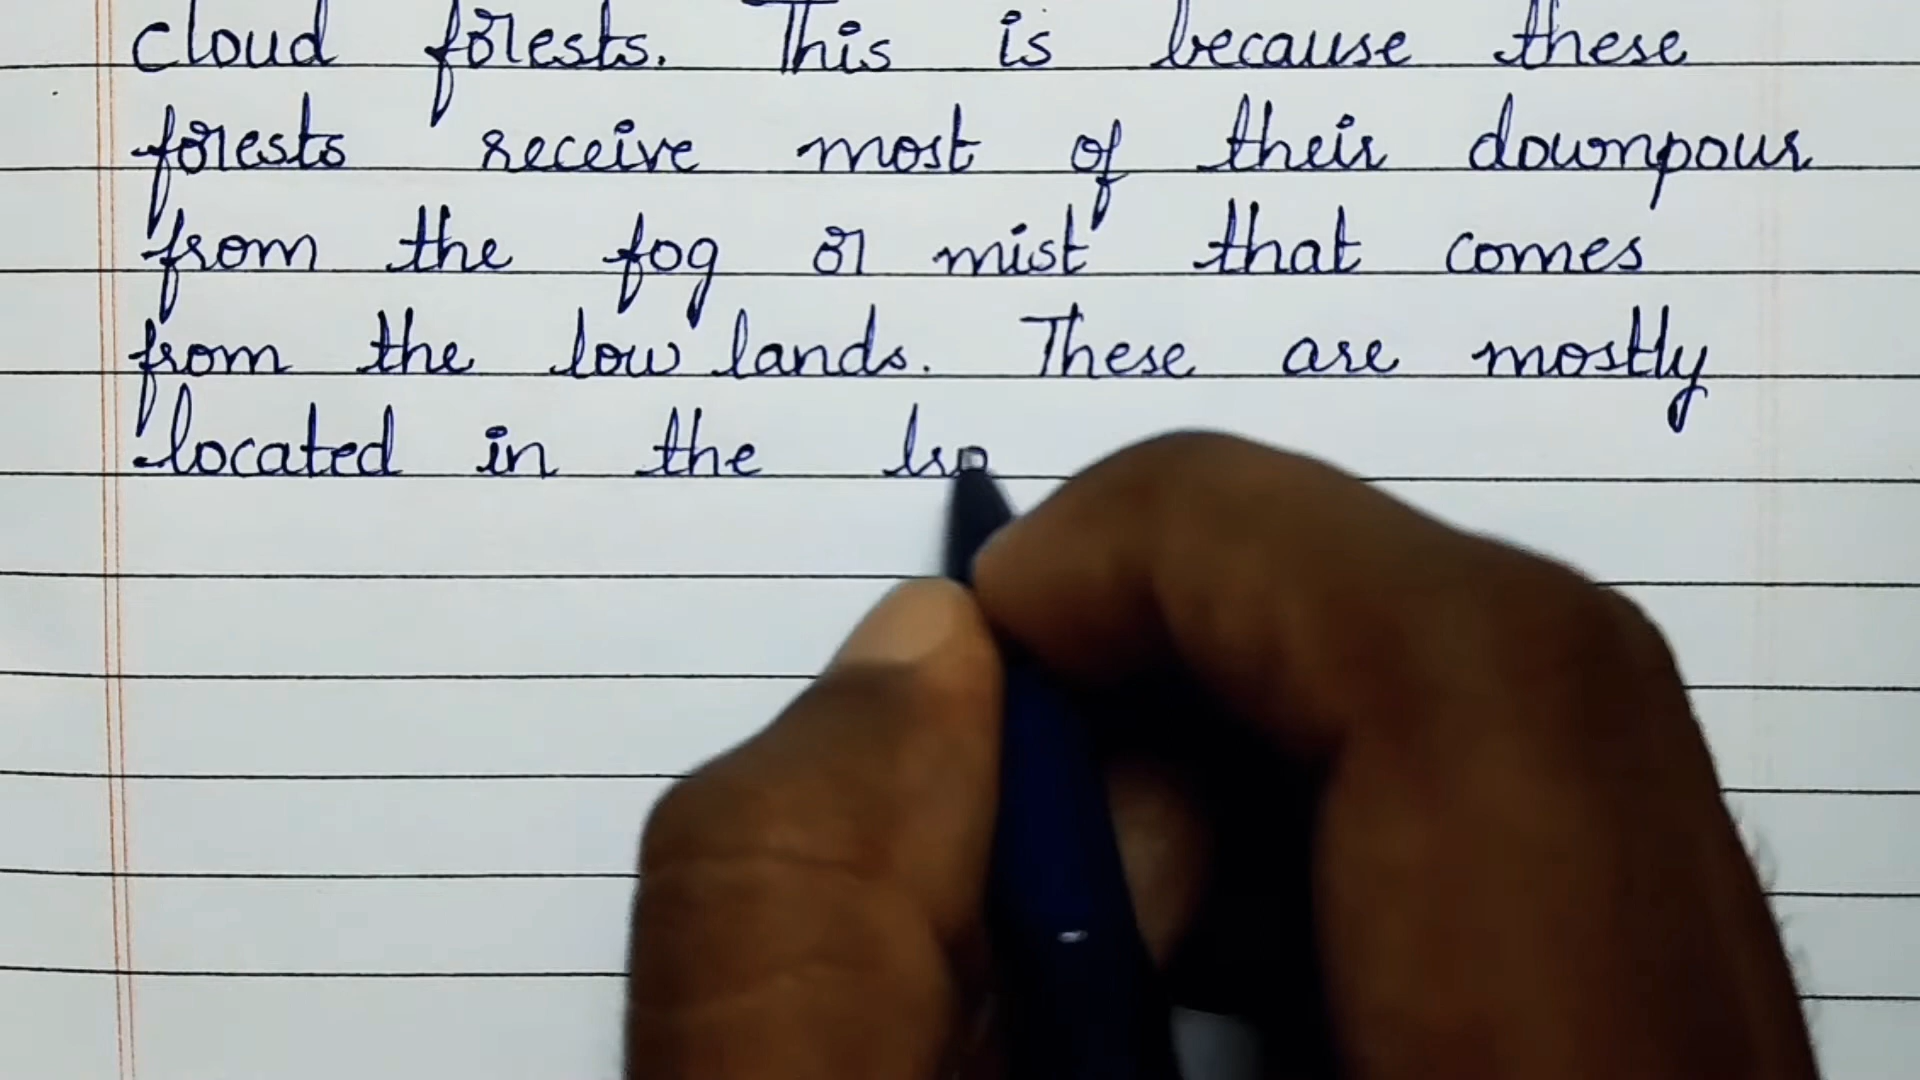 cloud forests. This is because these
forests receive most of their downpour
from the fog or mist that comes
from the low lands. These are mostly
located in the